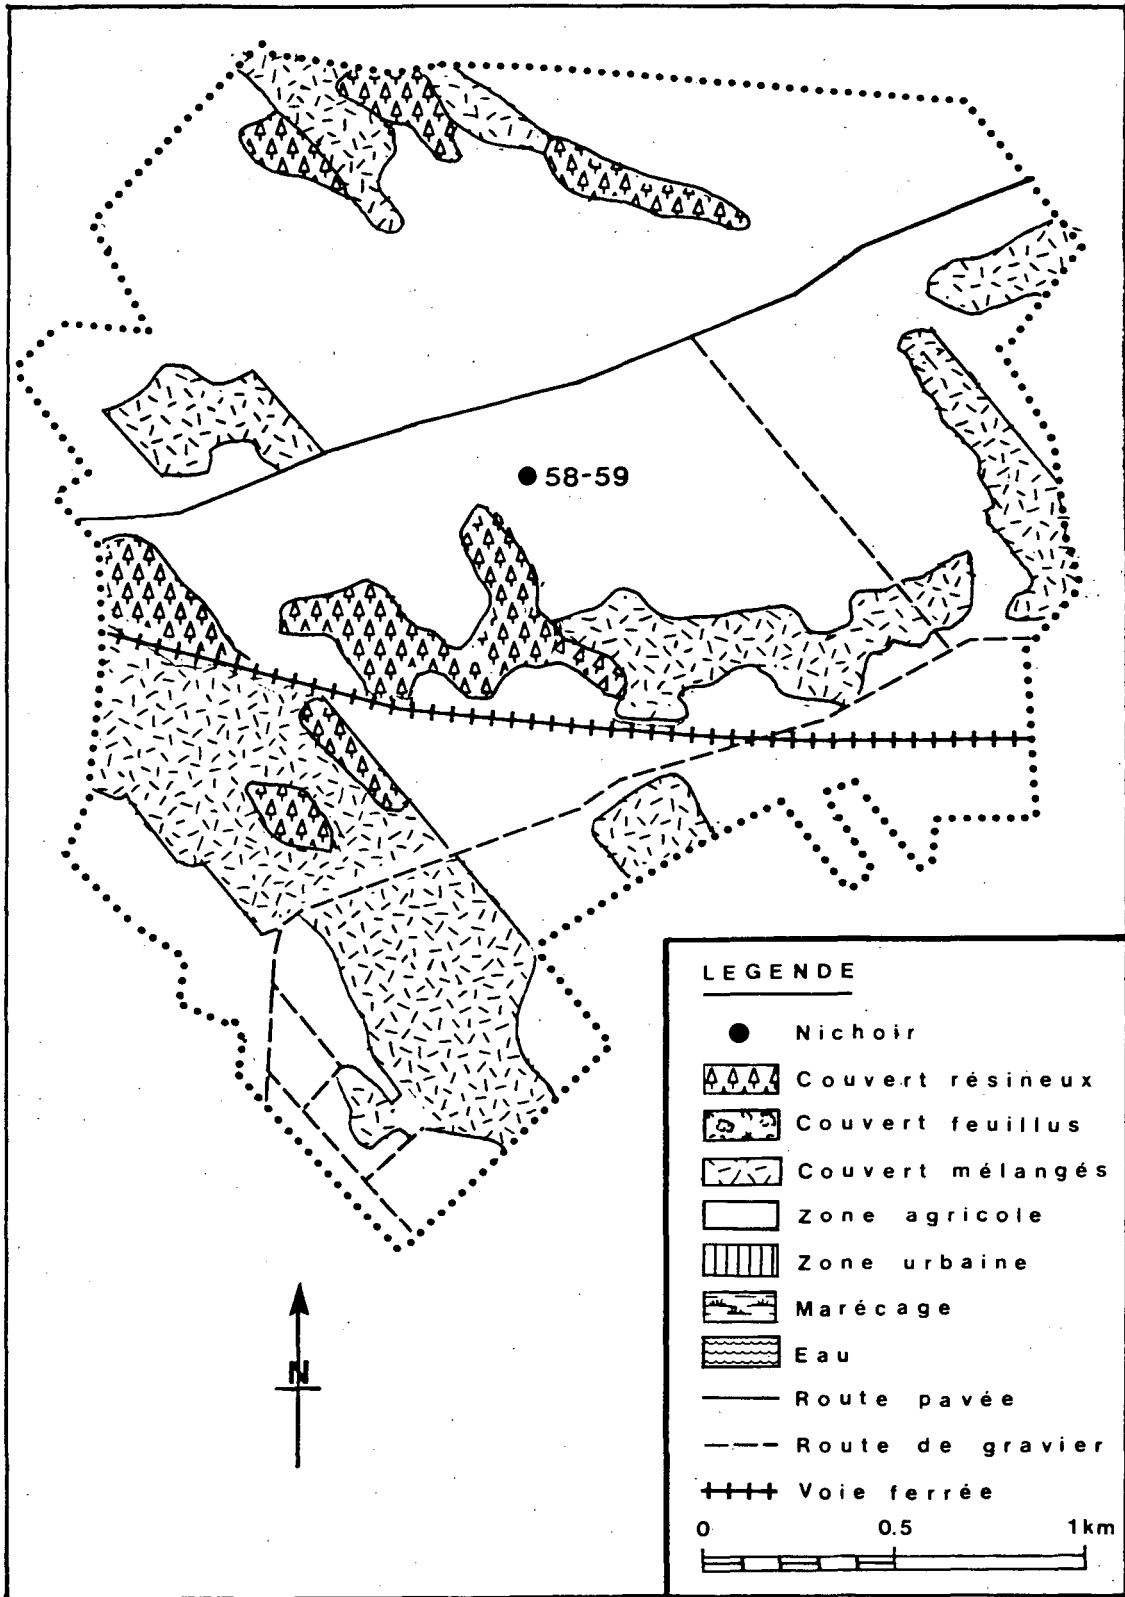 58-59
N
LEGENDE
Nichoir
Couvert résineux
Couvert feuillus
Couvert mélangés
Zone agricole
Zone urbaine
Marécage
Eau
Route pavée
Route de gravier
Voie ferrée
0 0.5 1km